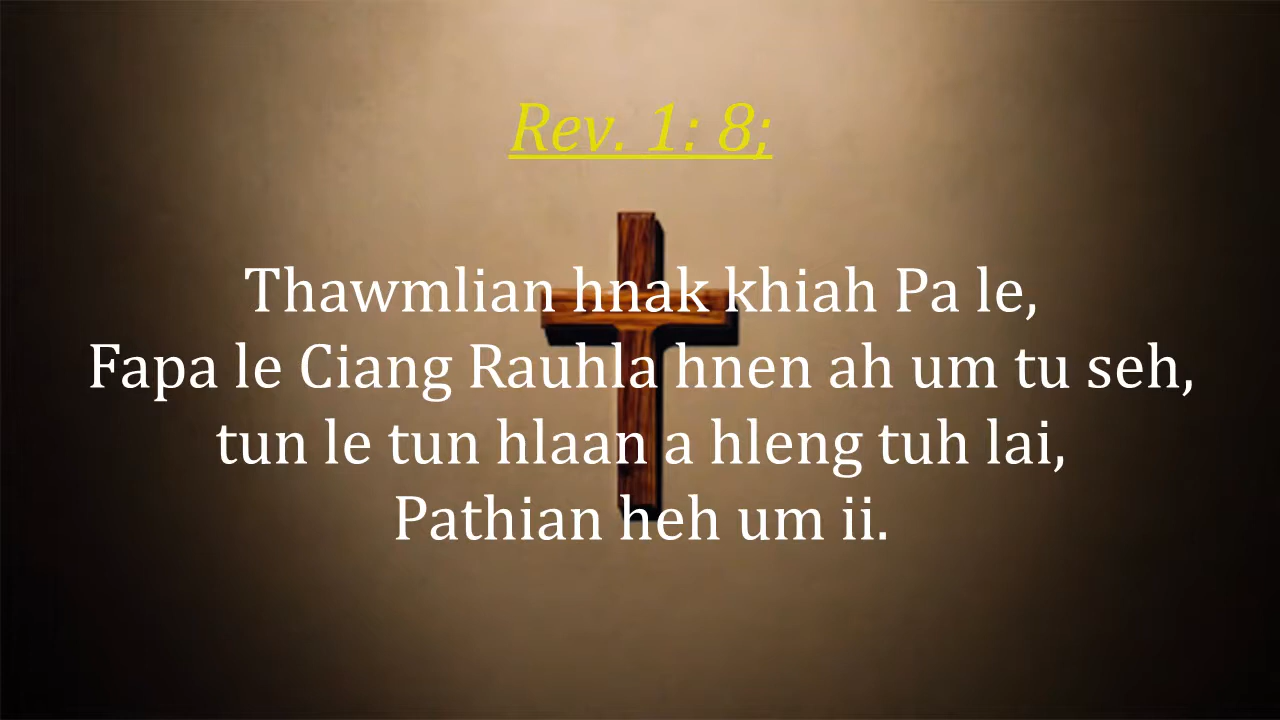 Rev. 1: 8;
Thawmlian hnak khiah Pa le,
Fapa le Ciang Rauhla hnen ah um tu seh,
tun le tun hlaan a hleng tuh lai,
Pathian heh um ii.